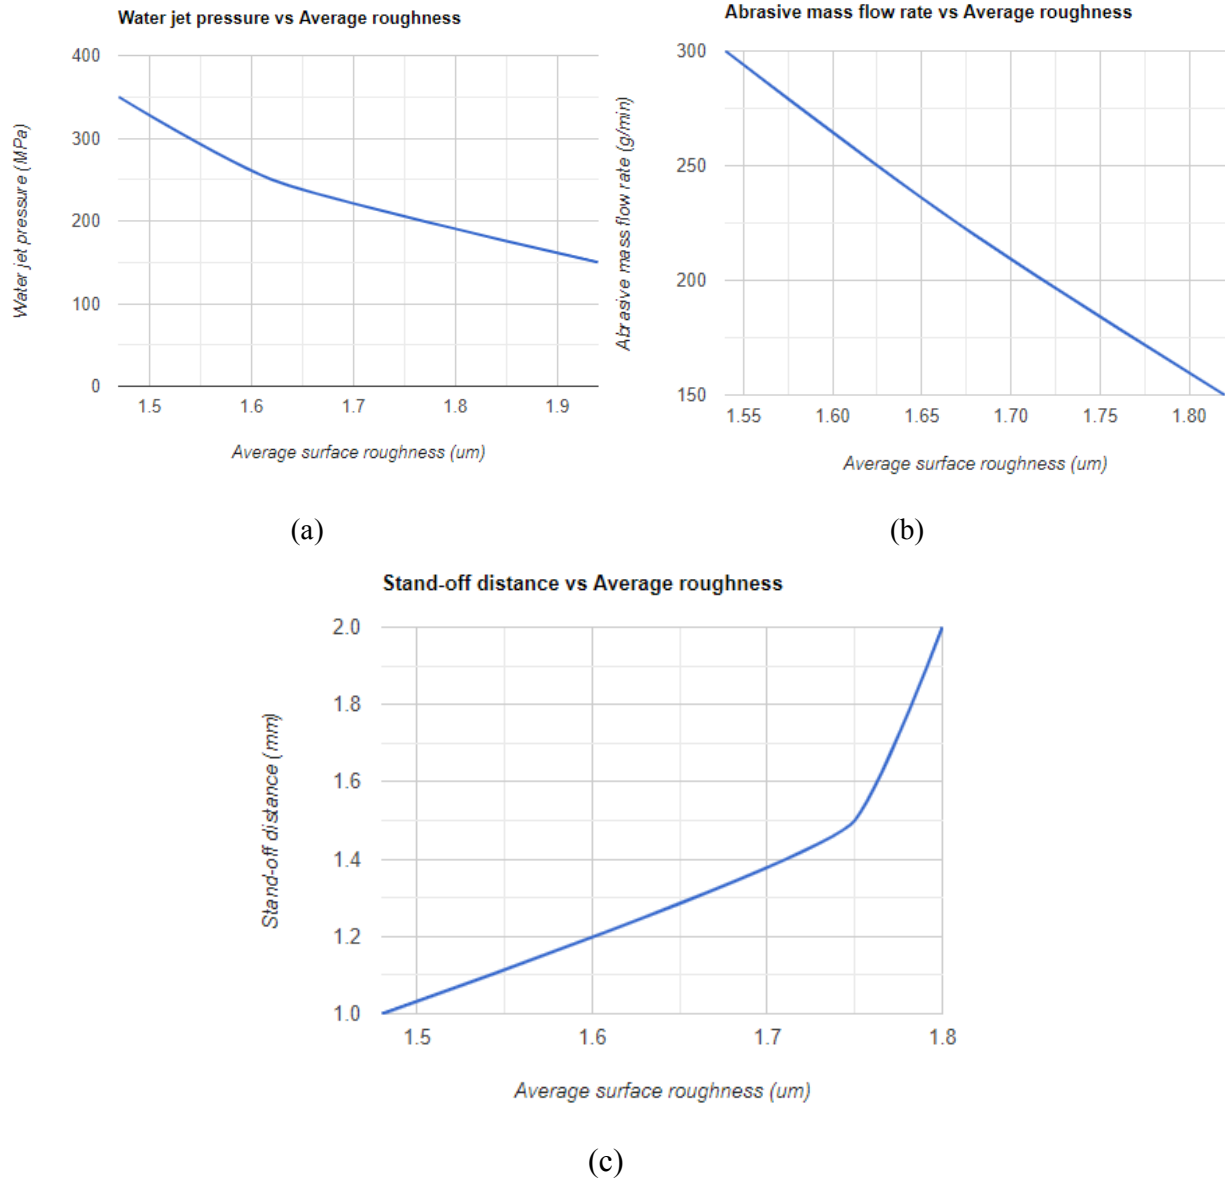 Water jet pressure vs Average roughness
400
300
200
100
0
Water jet pressure (MPa)
1.5 1.6 1.7 1.8 1.9
Average surface roughness (um)
(a)
Abrasive mass flow rate vs Average roughness
300
250
200
150
Abrasive mass flow rate (g/min)
1.55 1.60 1.65 1.70 1.75 1.80
Average surface roughness (um)
(b)
Stand-off distance vs Average roughness
2.0
1.8
1.6
1.4
1.2
1.0
Stand-off distance (mm)
1.5 1.6 1.7 1.8
Average surface roughness (um)
(c)